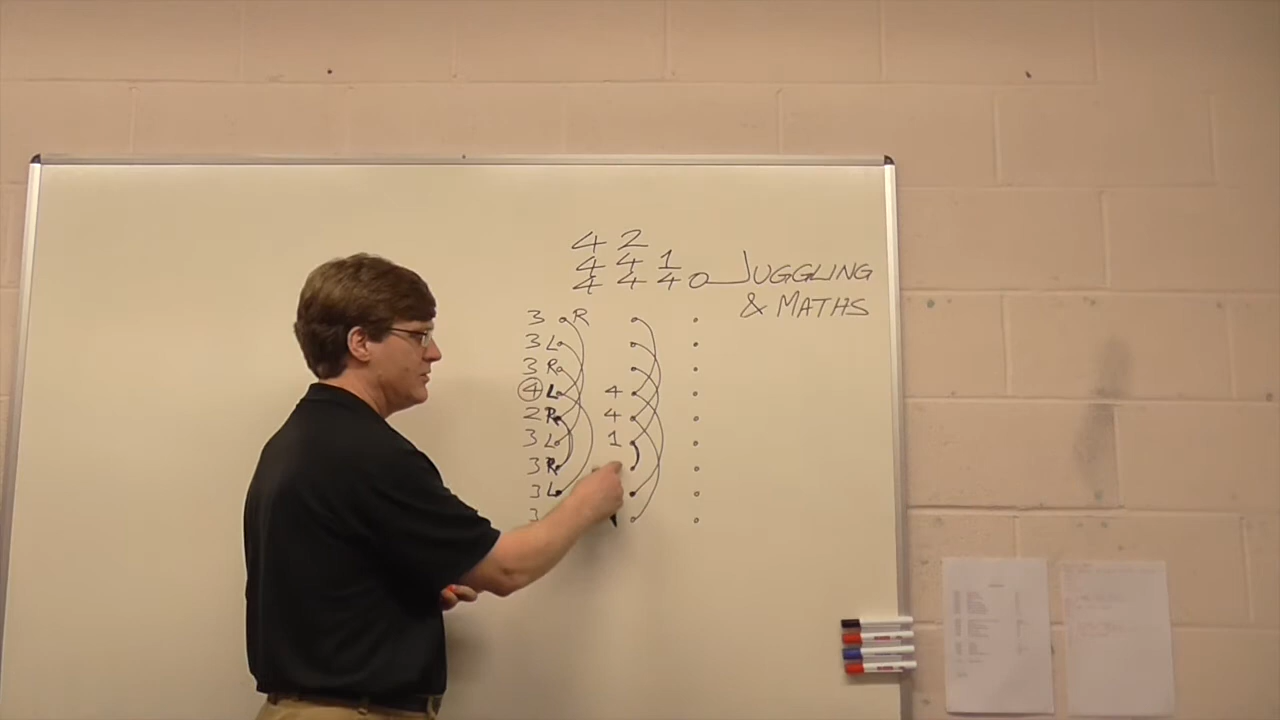 4 2
4 4 1
4 4 4 0
JUGGLING
& MATHS
3 R
3 L
3 R
4 L 4
2 R 4
3 L 1
3 R
3 L
3